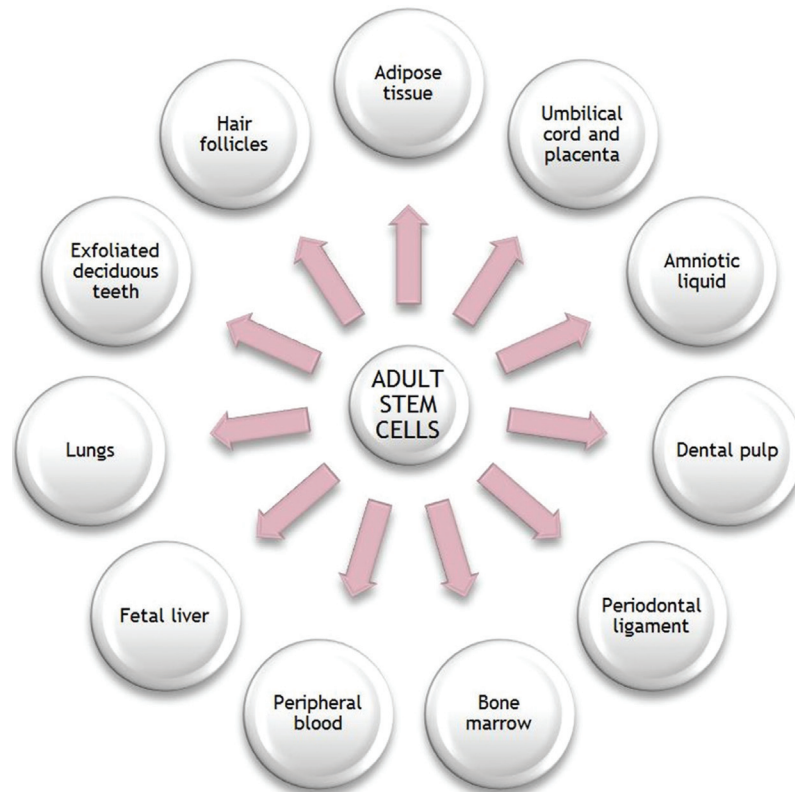 Adipose
tissue
Umbilical
cord and
placenta
Amniotic
liquid
Dental pulp
Periodontal
ligament
Bone
marrow
Peripheral
blood
Fetal liver
Lungs
Exfoliated
deciduous
teeth
Hair
follicles
ADULT
STEM
CELLS